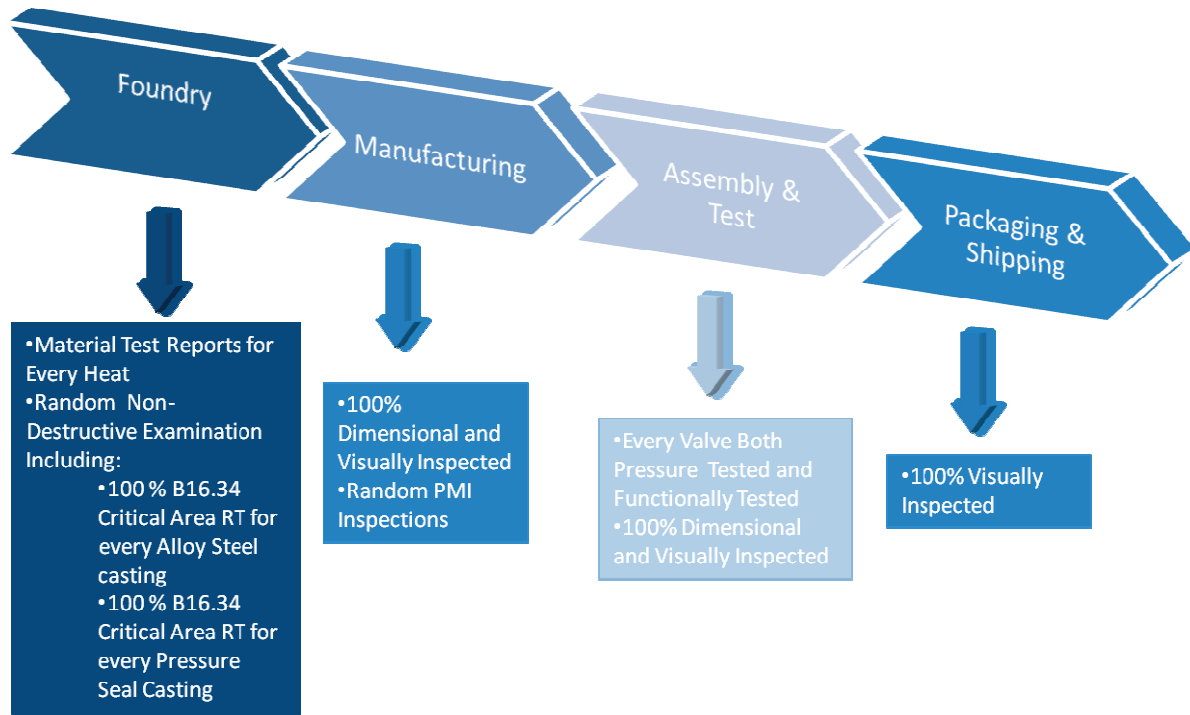 Foundry
Manufacturing
Assembly &
Test
Packaging &
Shipping
•Material Test Reports for
Every Heat
•Random Non-
Destructive Examination
Including:
•100 % B16.34
Critical Area RT for
every Alloy Steel
casting
•100 % B16.34
Critical Area RT for
every Pressure
Seal Casting
•100%
Dimensional and
Visually Inspected
•Random PMI
Inspections
•Every Valve Both
Pressure Tested and
Functionally Tested
•100% Dimensional
and Visually Inspected
•100% Visually
Inspected